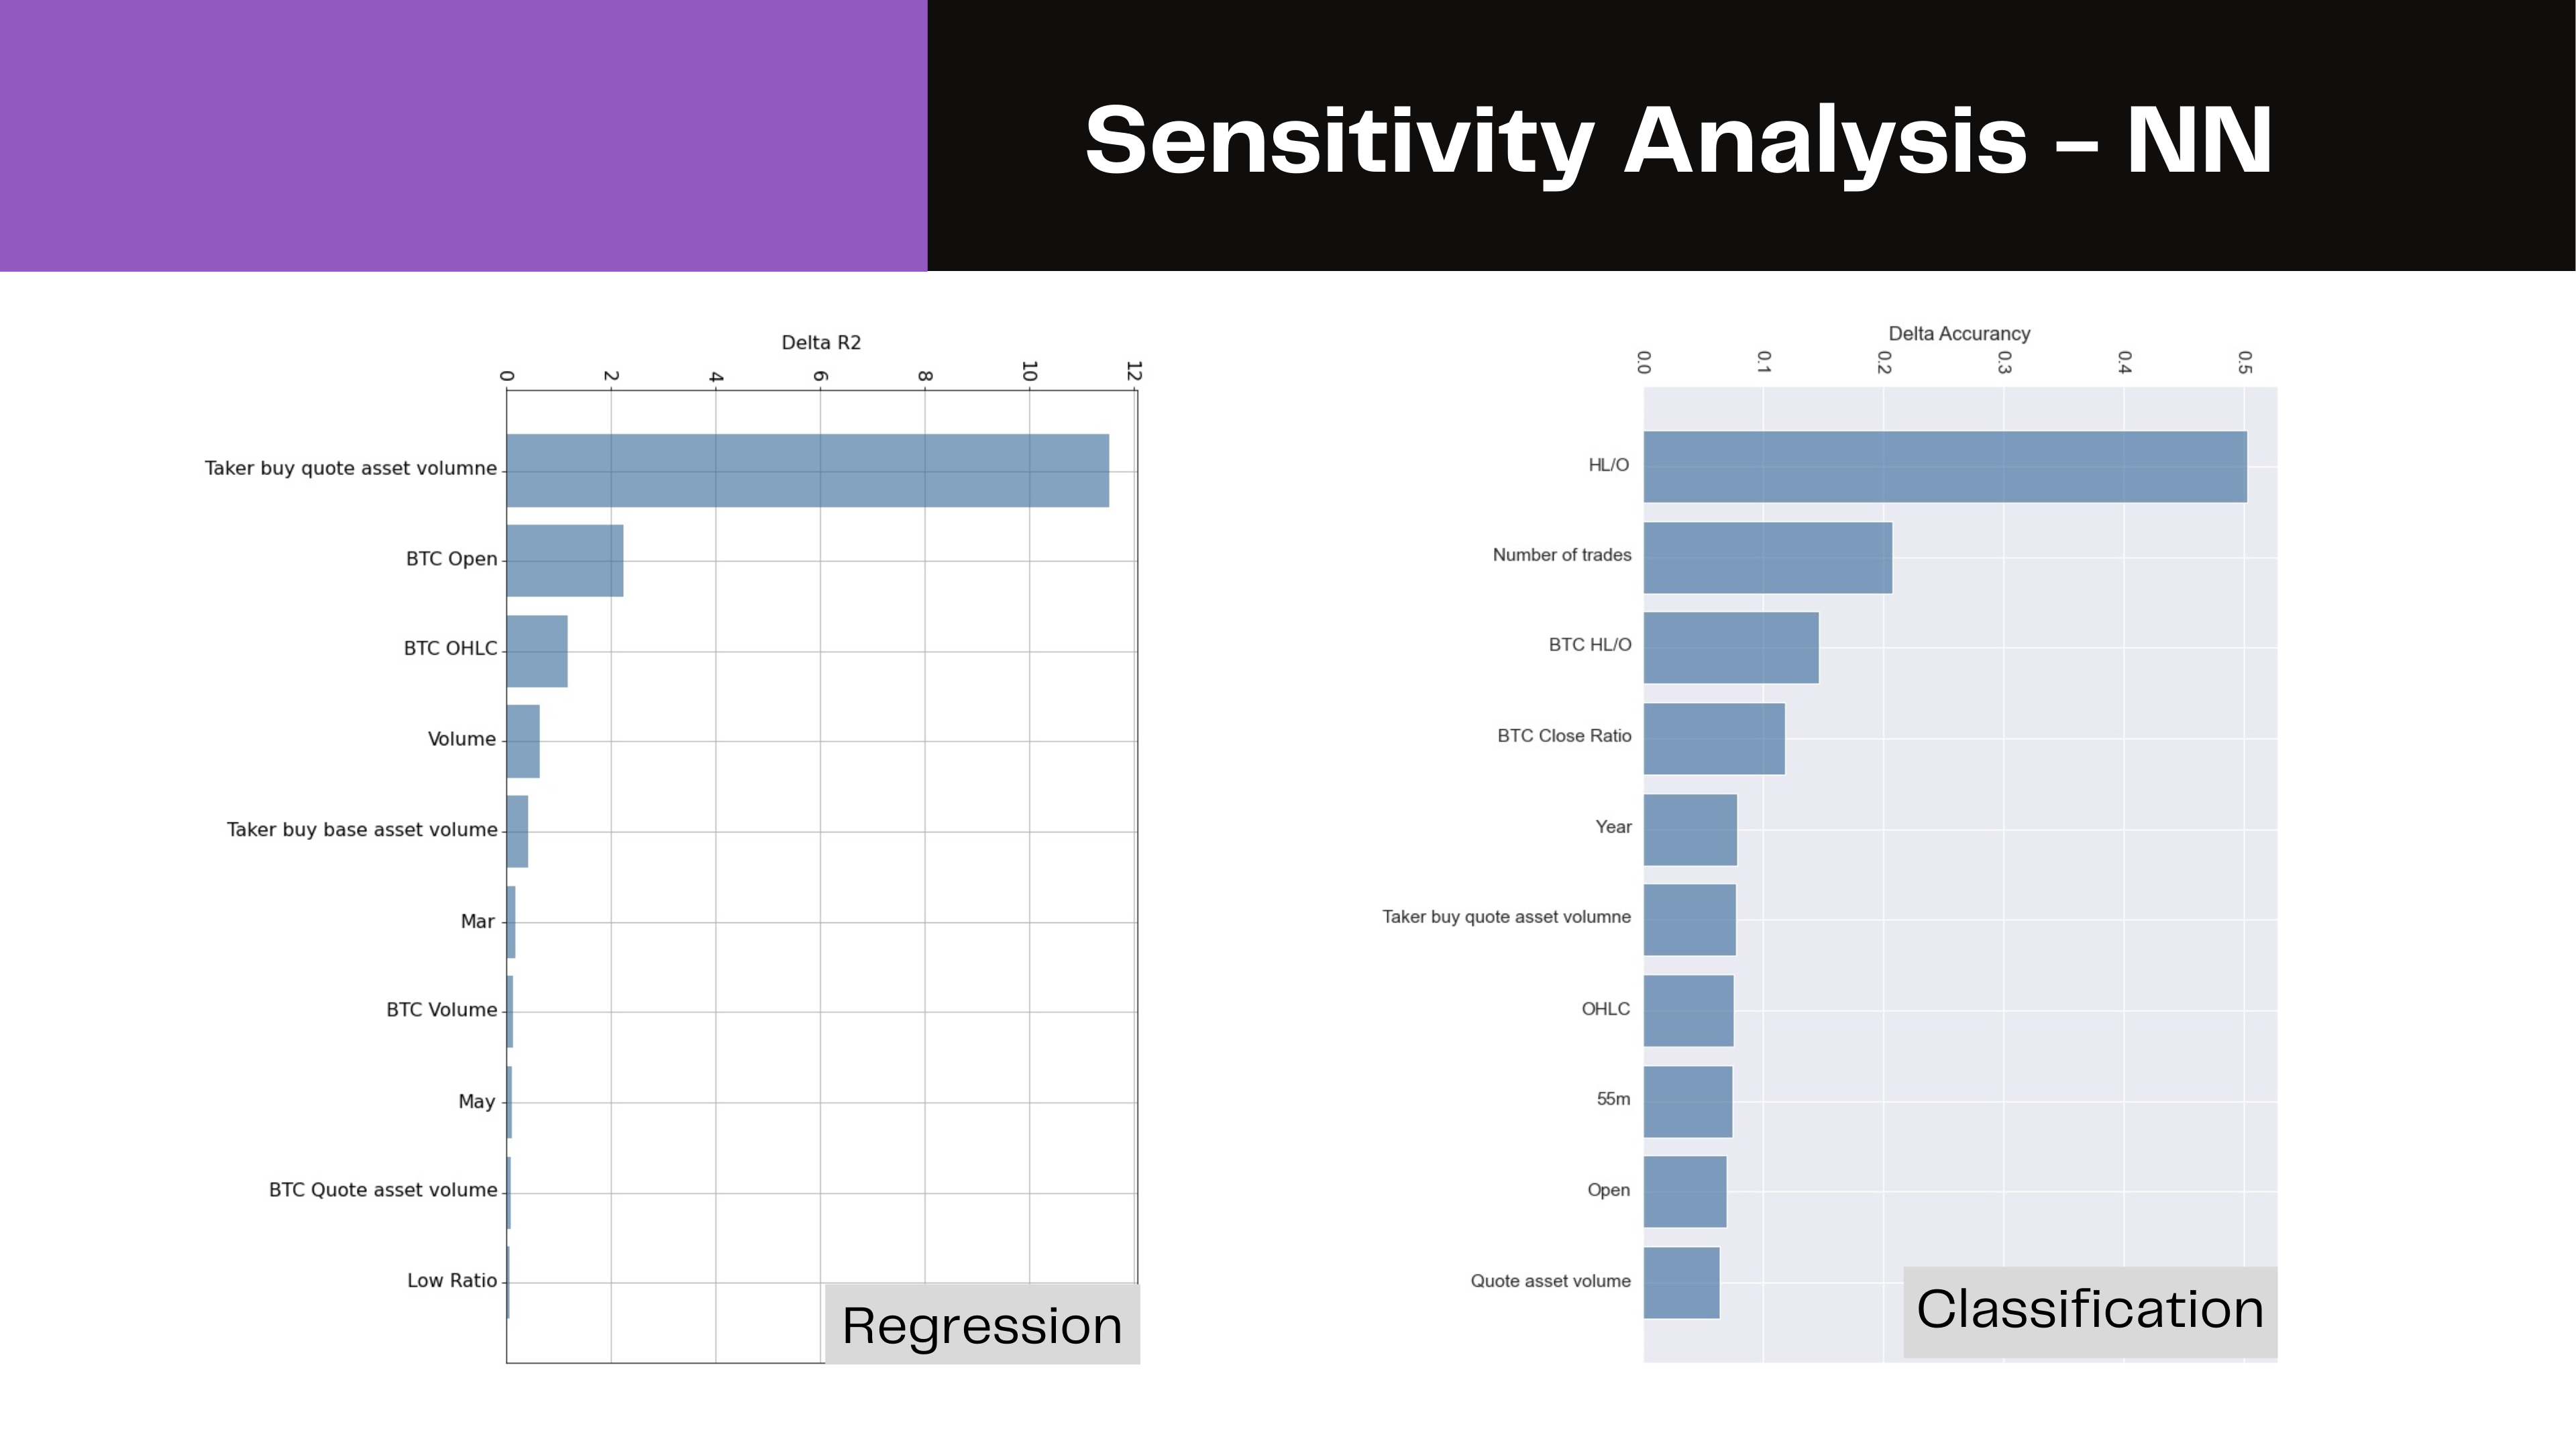 Sensitivity Analysis – NN
Delta R2
0 2 4 6 8 10 12
Taker buy quote asset volumne
BTC Open
BTC OHLC
Volume
Taker buy base asset volume
Mar
BTC Volume
May
BTC Quote asset volume
Low Ratio
Regression
Delta Accurancy
0.0 0.1 0.2 0.3 0.4 0.5
HL/O
Number of trades
BTC HL/O
BTC Close Ratio
Year
Taker buy quote asset volumne
OHLC
55m
Open
Quote asset volume
Classification